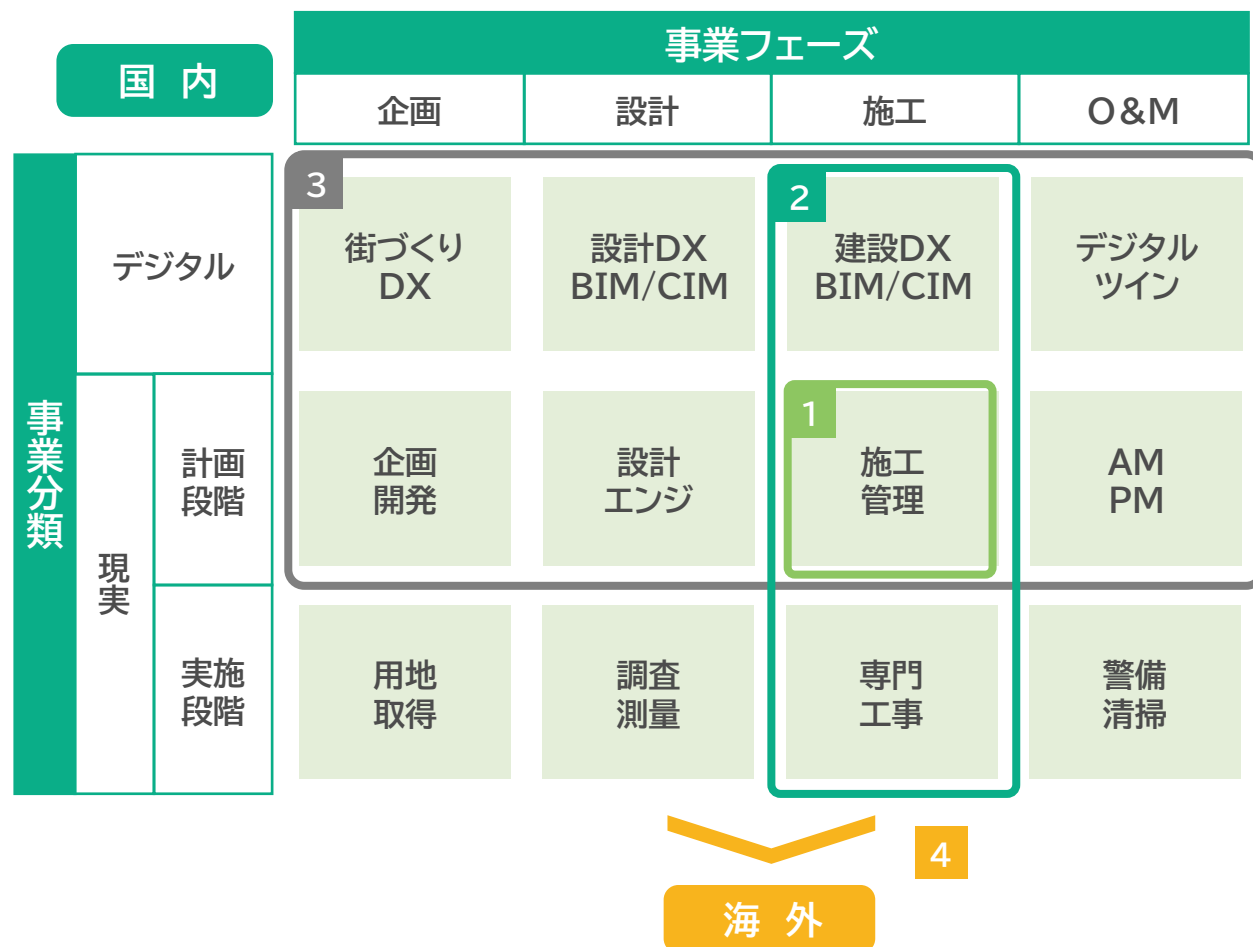 国 内
事業フェーズ
企画
設計
施工
O&M
事業分類
デジタル
3
街づくり
DX
設計DX
BIM/CIM
2
建設DX
BIM/CIM
デジタル
ツイン
現実
計画
段階
企画
開発
設計
エンジ
1
施工
管理
AM
PM
実施
段階
用地
取得
調査
測量
専門
工事
警備
清掃
4
海 外